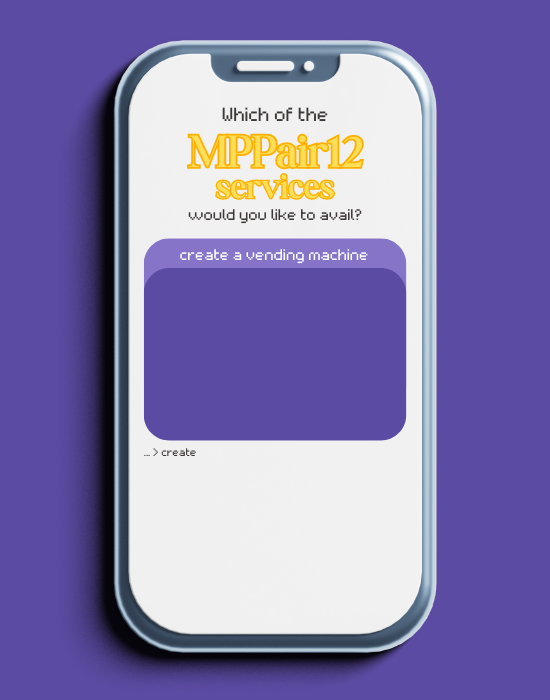 Which of the
MPPair12
services
would you like to avail?
create a vending machine
... > create